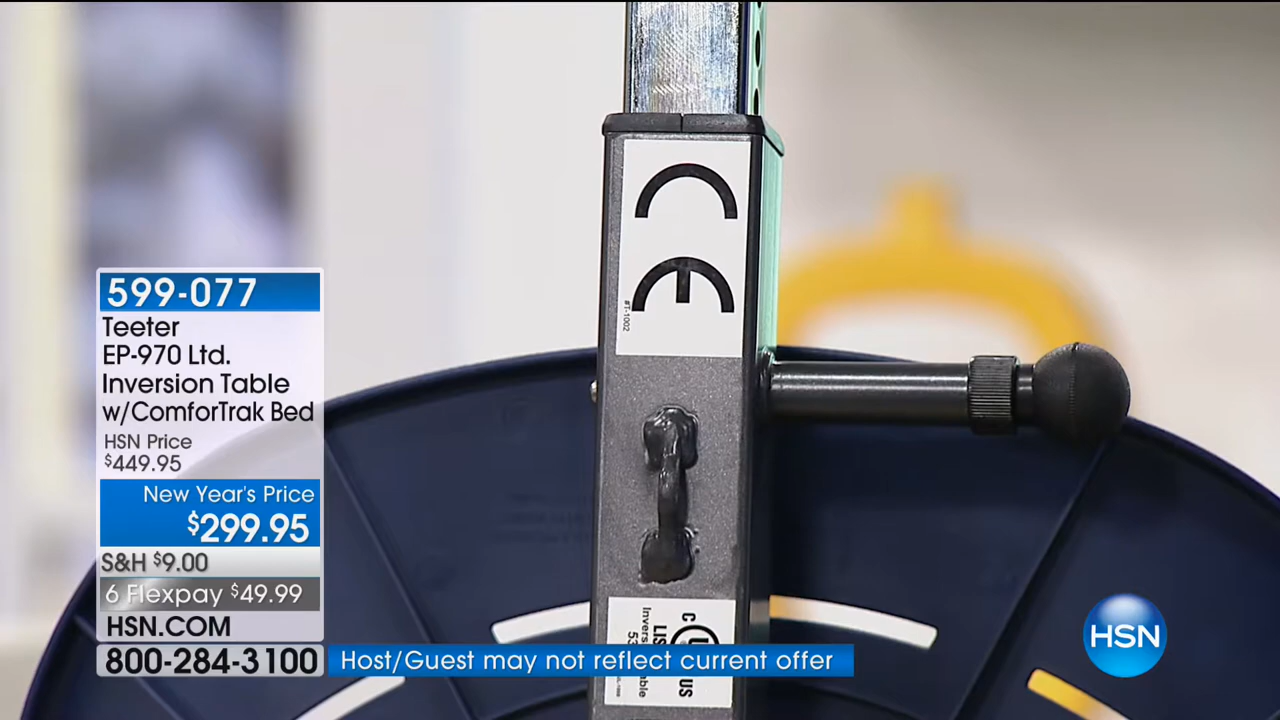 599-077
Teeter
EP-970 Ltd.
Inversion Table
w/ComforTrak Bed
HSN Price
$449.95
New Year's Price
$299.95
S&H $9.00
6 Flexpay $49.99
HSN.COM
800-284-3100
Host/Guest may not reflect current offer
HSN
CE
#T-1002
C
US